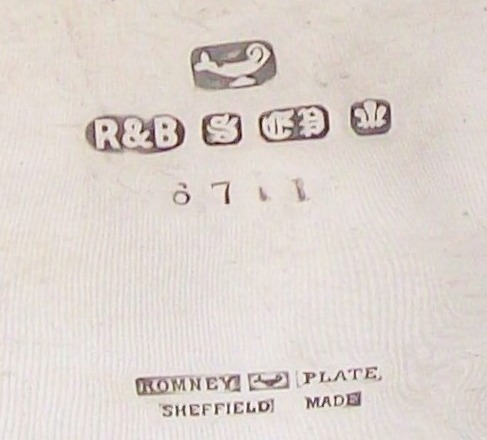 R&B S EP
6711
ROMNEY PLATE,
SHEFFIELD MADE